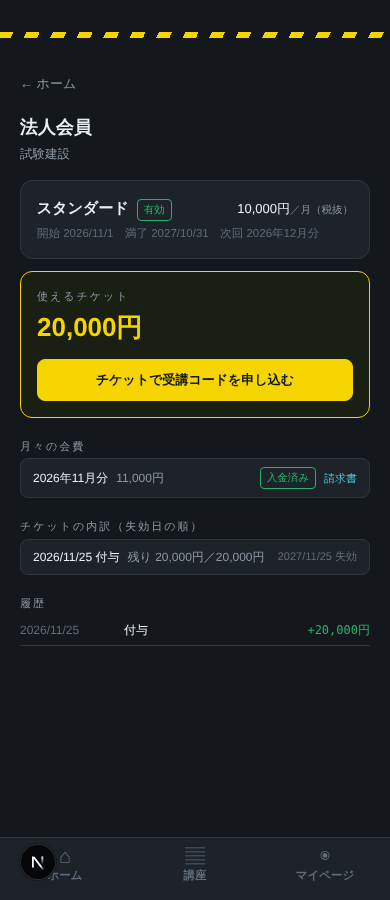 ← ホーム
法人会員
試験建設
スタンダード 有効 10,000円／月（税抜）
開始 2026/11/1 満了 2027/10/31 次回 2026年12月分
使えるチケット
20,000円
チケットで受講コードを申し込む
月々の会費
2026年11月分 11,000円 入金済み 請求書
チケットの内訳（失効日の順）
2026/11/25 付与 残り 20,000円／20,000円 2027/11/25 失効
履歴
2026/11/25 付与 +20,000円
N
ホーム 講座 マイページ